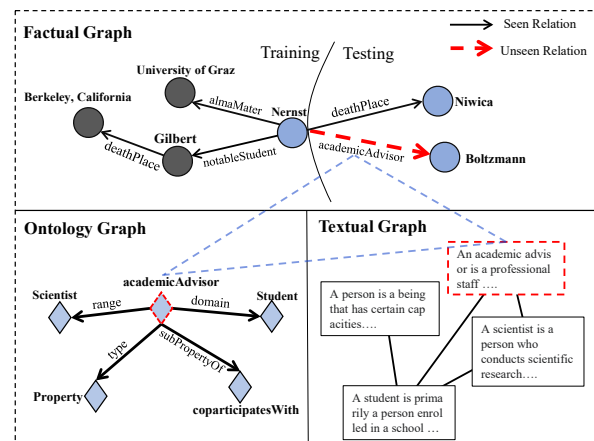 Factual Graph
Training
Testing
Seen Relation
Unseen Relation
University of Graz
Berkeley, California
almaMater
Nernst
deathPlace
Niwica
Gilbert
deathPlace
notableStudent
academicAdvisor
Boltzmann
Ontology Graph
academicAdvisor
Scientist
range
domain
Student
type
subPropertyOf
Property
coparticipatesWith
Textual Graph
An academic advis
or is a professional
staff ….
A person is a being
that has certain cap
acities….
A scientist is a
person who
conducts scientific
research….
A student is prima
rily a person enrol
led in a school …